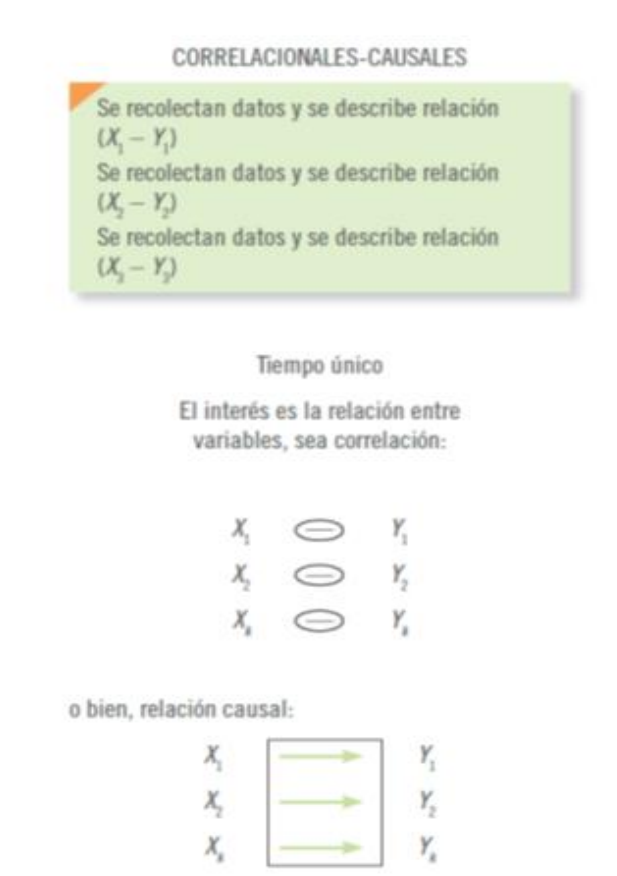 CORRELACIONALES-CAUSALES
Se recolectan datos y se describe relación
(X₁ – Y₁)
Se recolectan datos y se describe relación
(X₂ – Y₂)
Se recolectan datos y se describe relación
(X₃ – Y₃)
Tiempo único
El interés es la relación entre
variables, sea correlación:
X₁ Y₁
X₂ Y₂
Xₖ Yₖ
o bien, relación causal:
X₁ Y₁
X₂ Y₂
Xₖ Yₖ